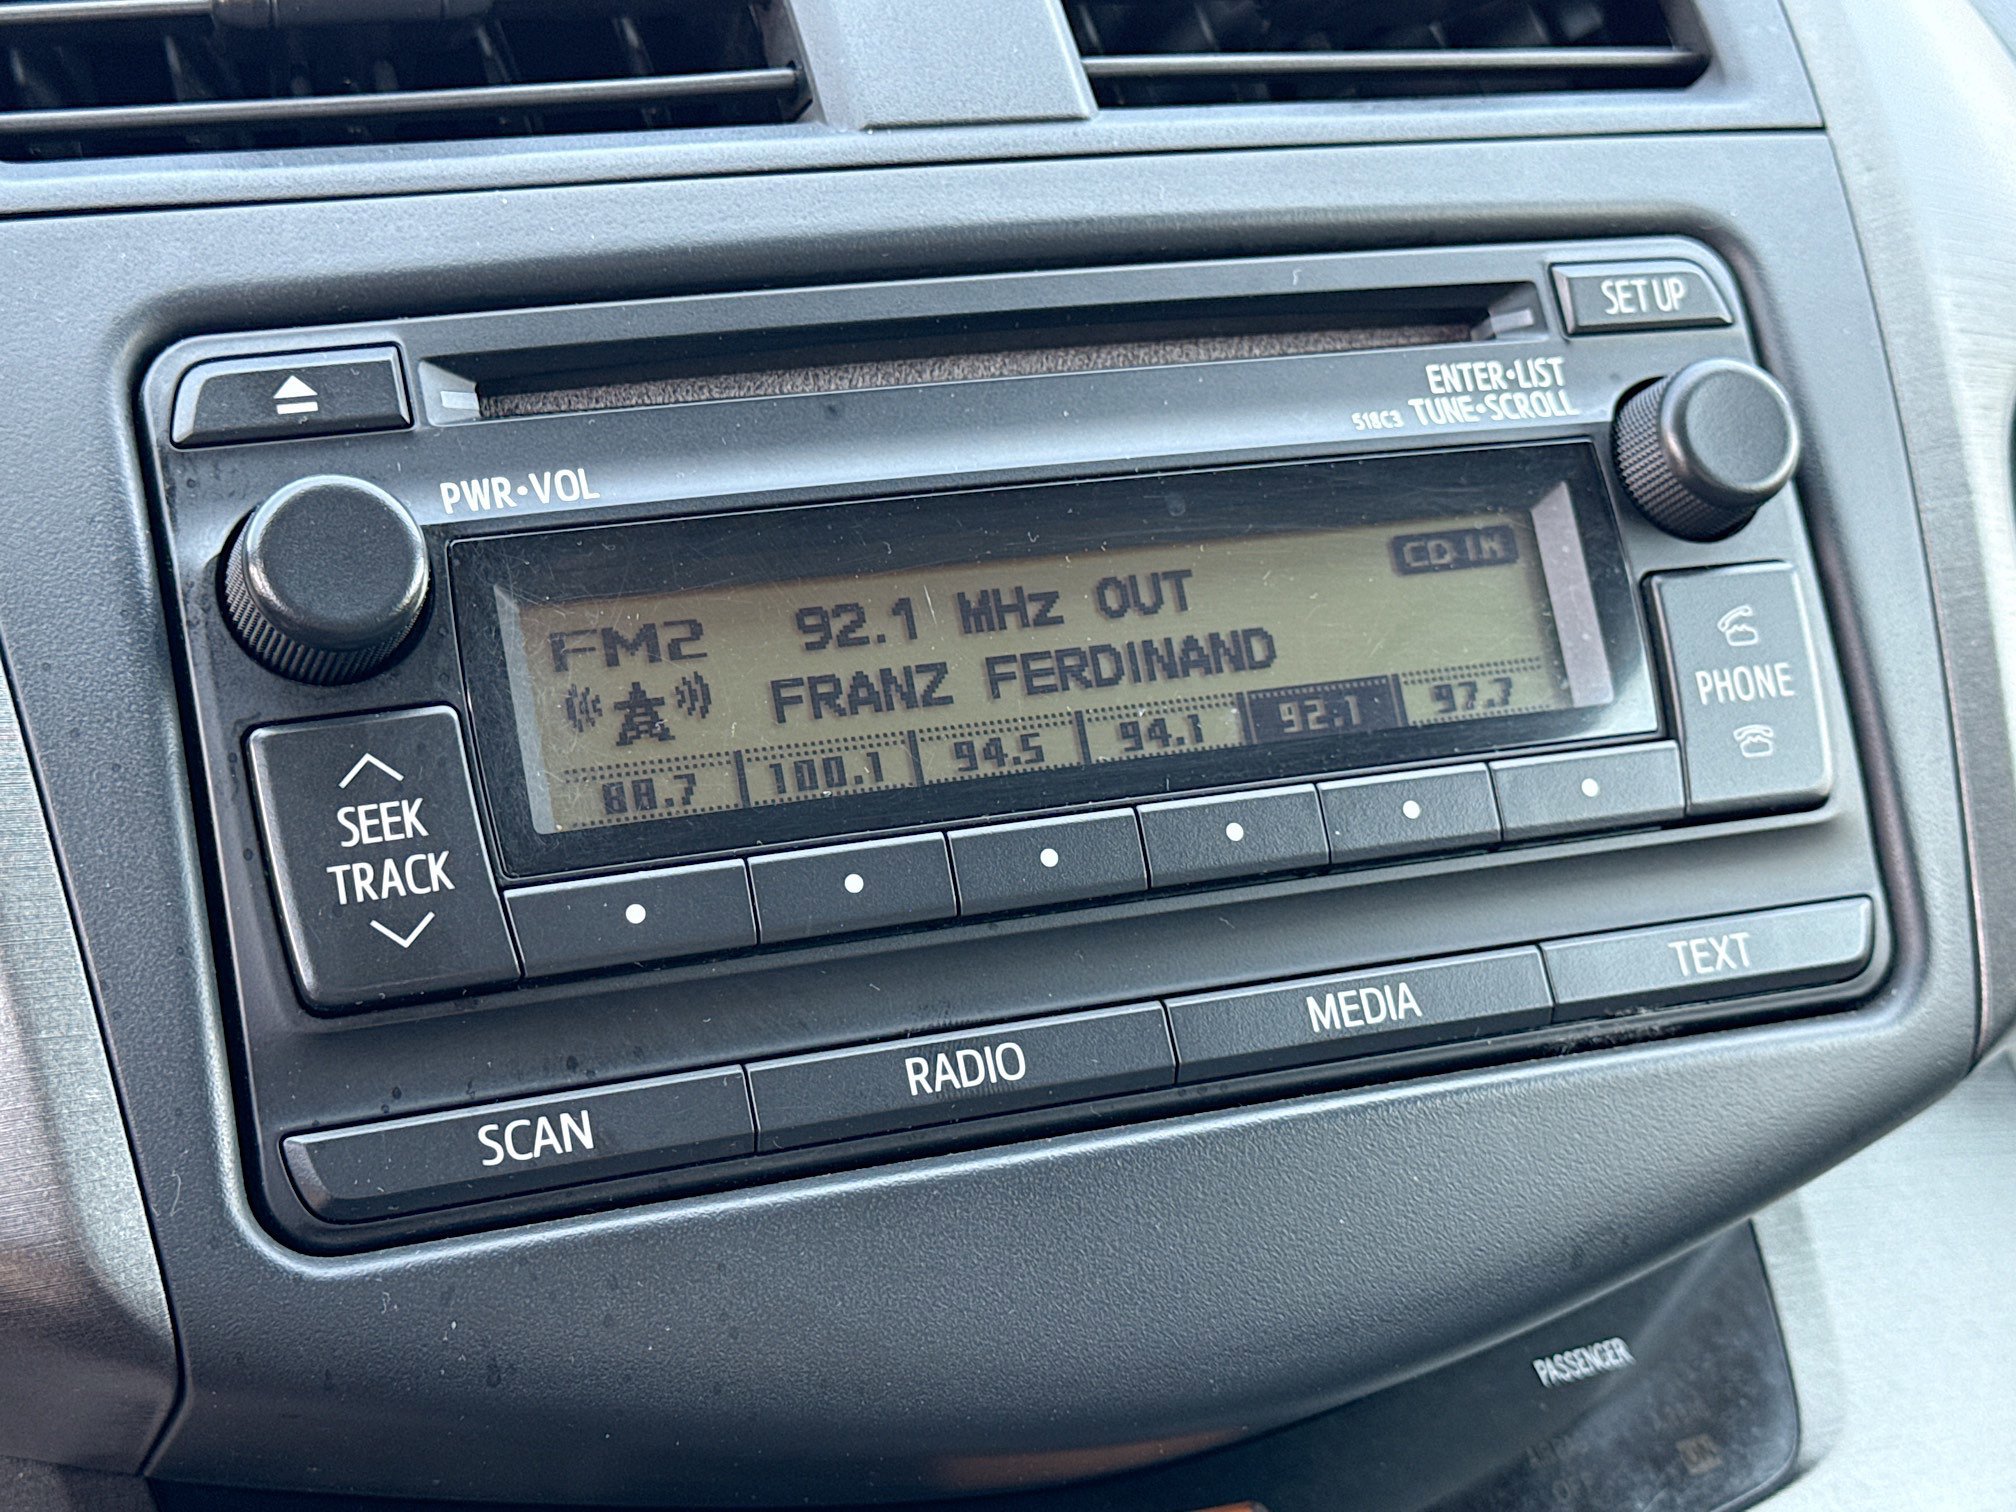 SET UP
ENTER•LIST
518C3 TUNE•SCROLL
PWR•VOL
CD IN
FM2 92.1 MHz OUT
FRANZ FERDINAND
88.7 100.1 94.5 94.1 92.1 97.7
PHONE
SEEK
TRACK
SCAN RADIO MEDIA TEXT
PASSENGER